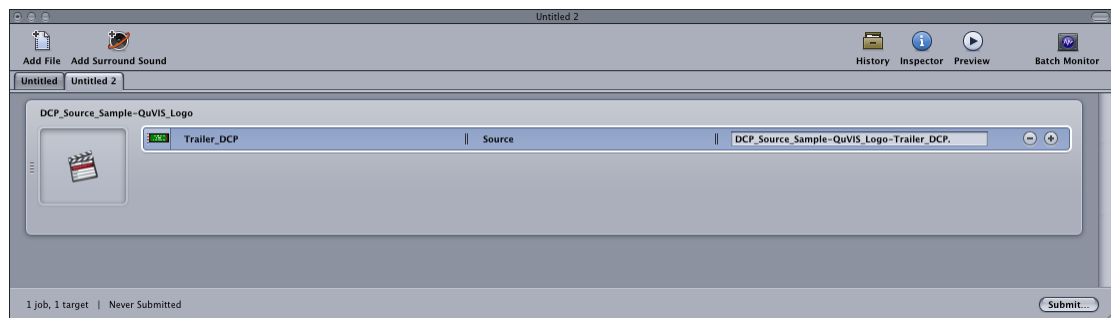 Untitled 2
Add File Add Surround Sound History Inspector Preview Batch Monitor
Untitled Untitled 2
DCP_Source_Sample-QuVIS_Logo
Trailer_DCP Source DCP_Source_Sample-QuVIS_Logo-Trailer_DCP.
1 job, 1 target | Never Submitted Submit...